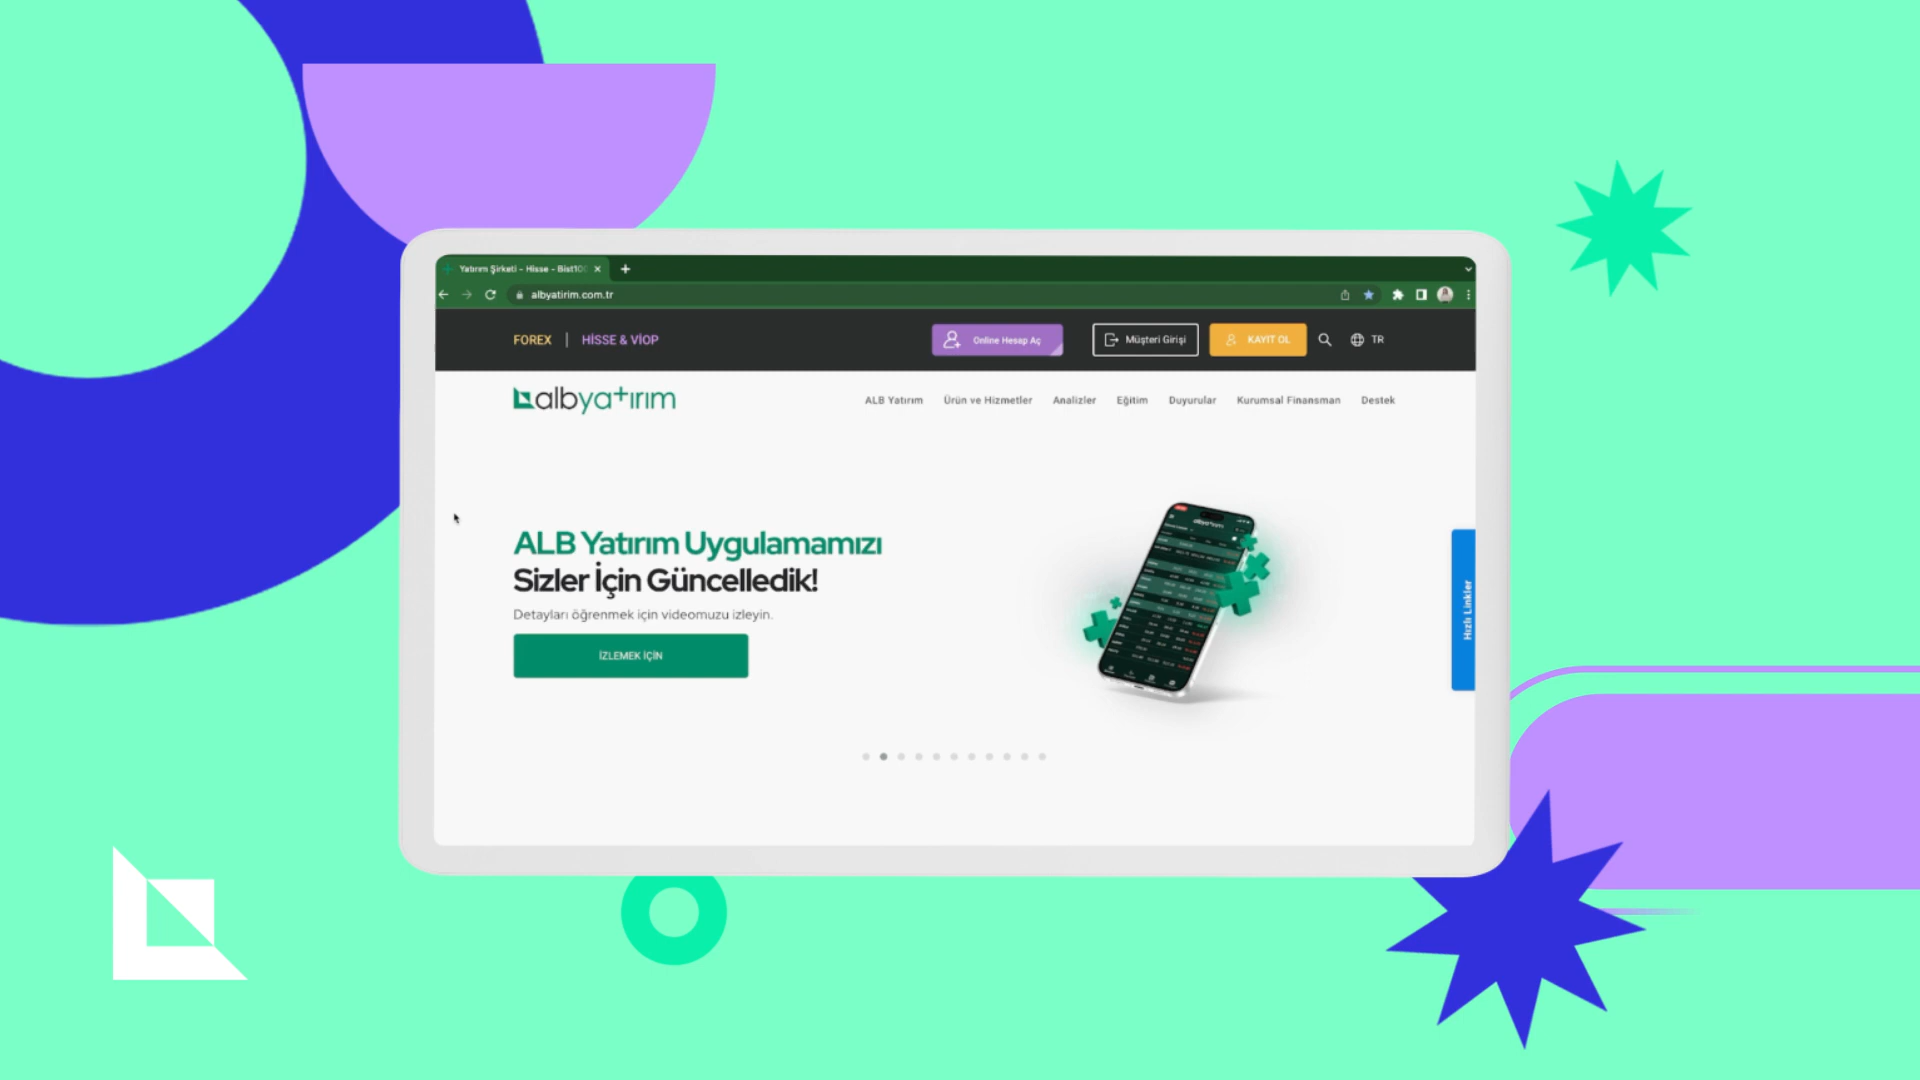 Yatırım Şirketi - Hisse - Bist10
albyatirim.com.tr
FOREX | HİSSE & VİOP
Online Hesap Aç
Müşteri Girişi
KAYIT OL
TR
albyatırım
ALB Yatırım
Ürün ve Hizmetler
Analizler
Eğitim
Duyurular
Kurumsal Finansman
Destek
ALB Yatırım Uygulamamızı
Sizler İçin Güncelledik!
Detayları öğrenmek için videomuzu izleyin.
İZLEMEK İÇİN
Hızlı Linkler